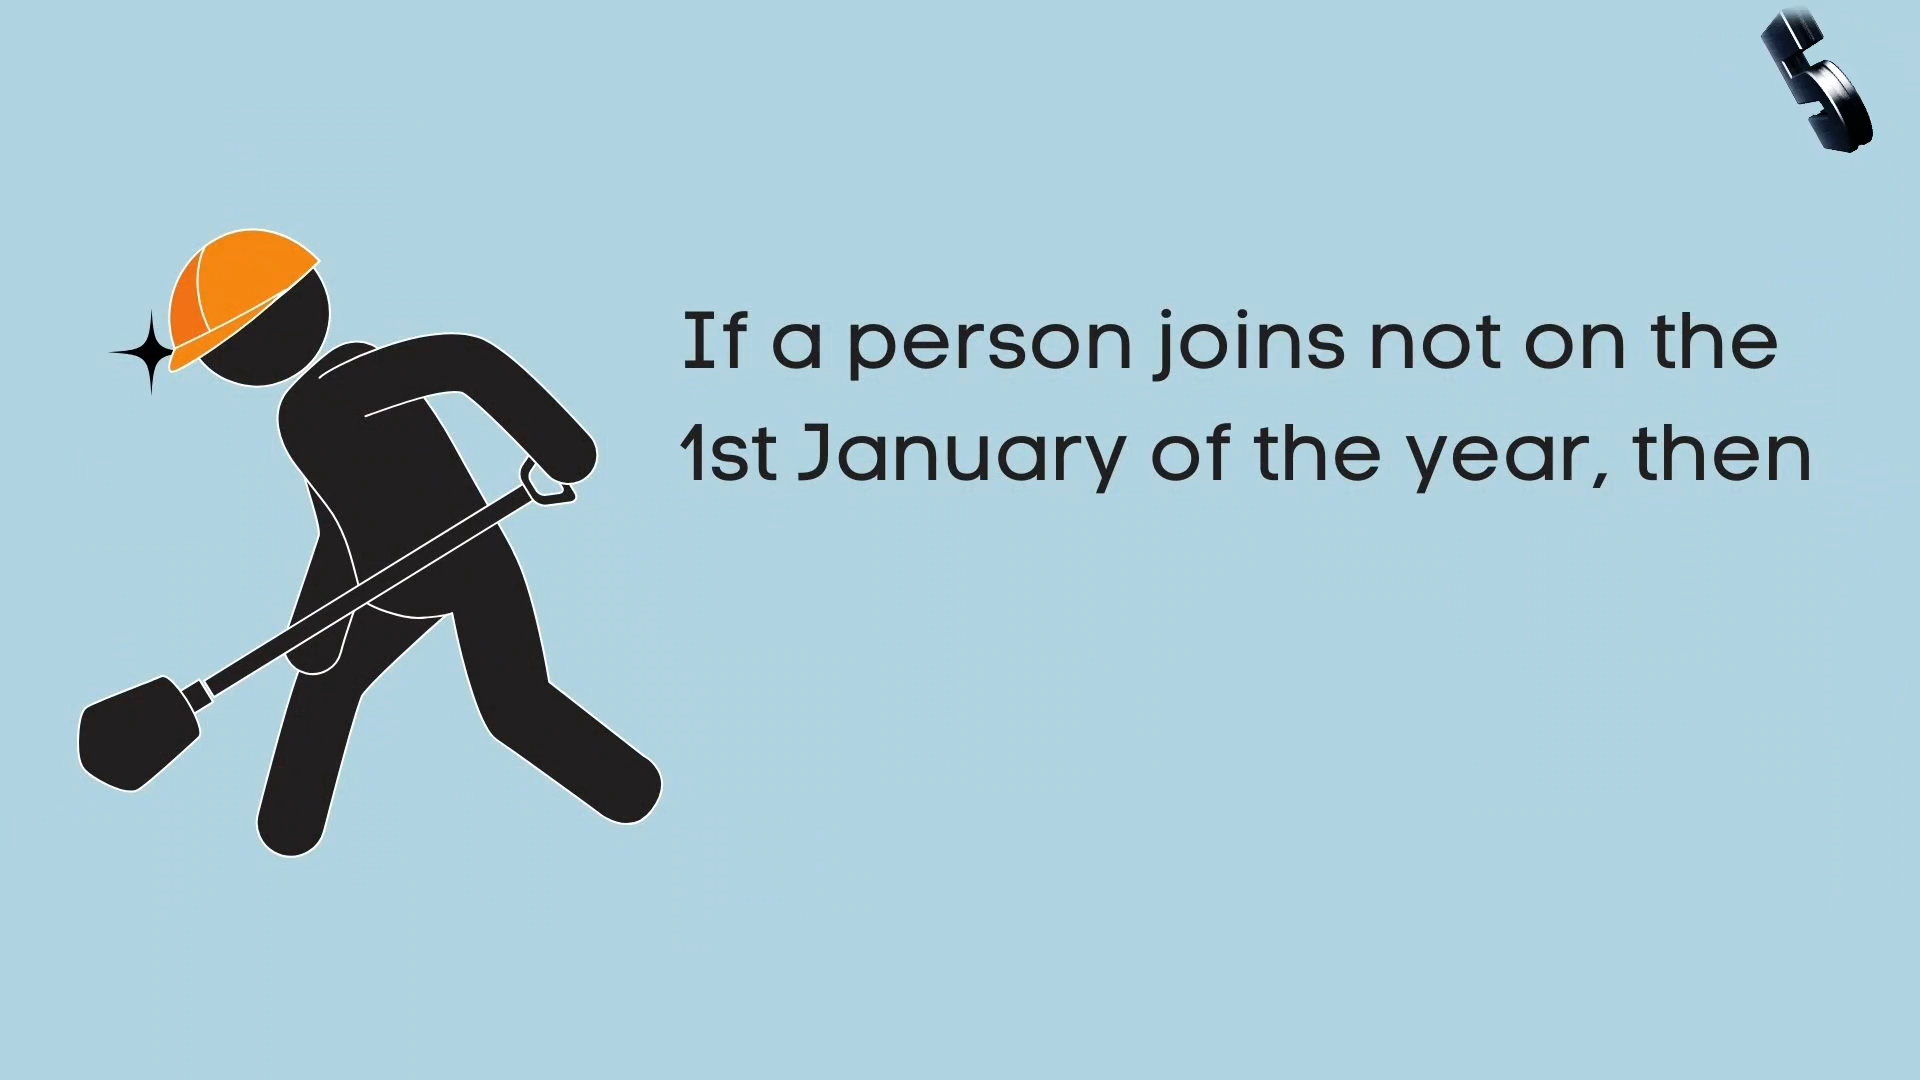 If a person joins not on the
1st January of the year, then